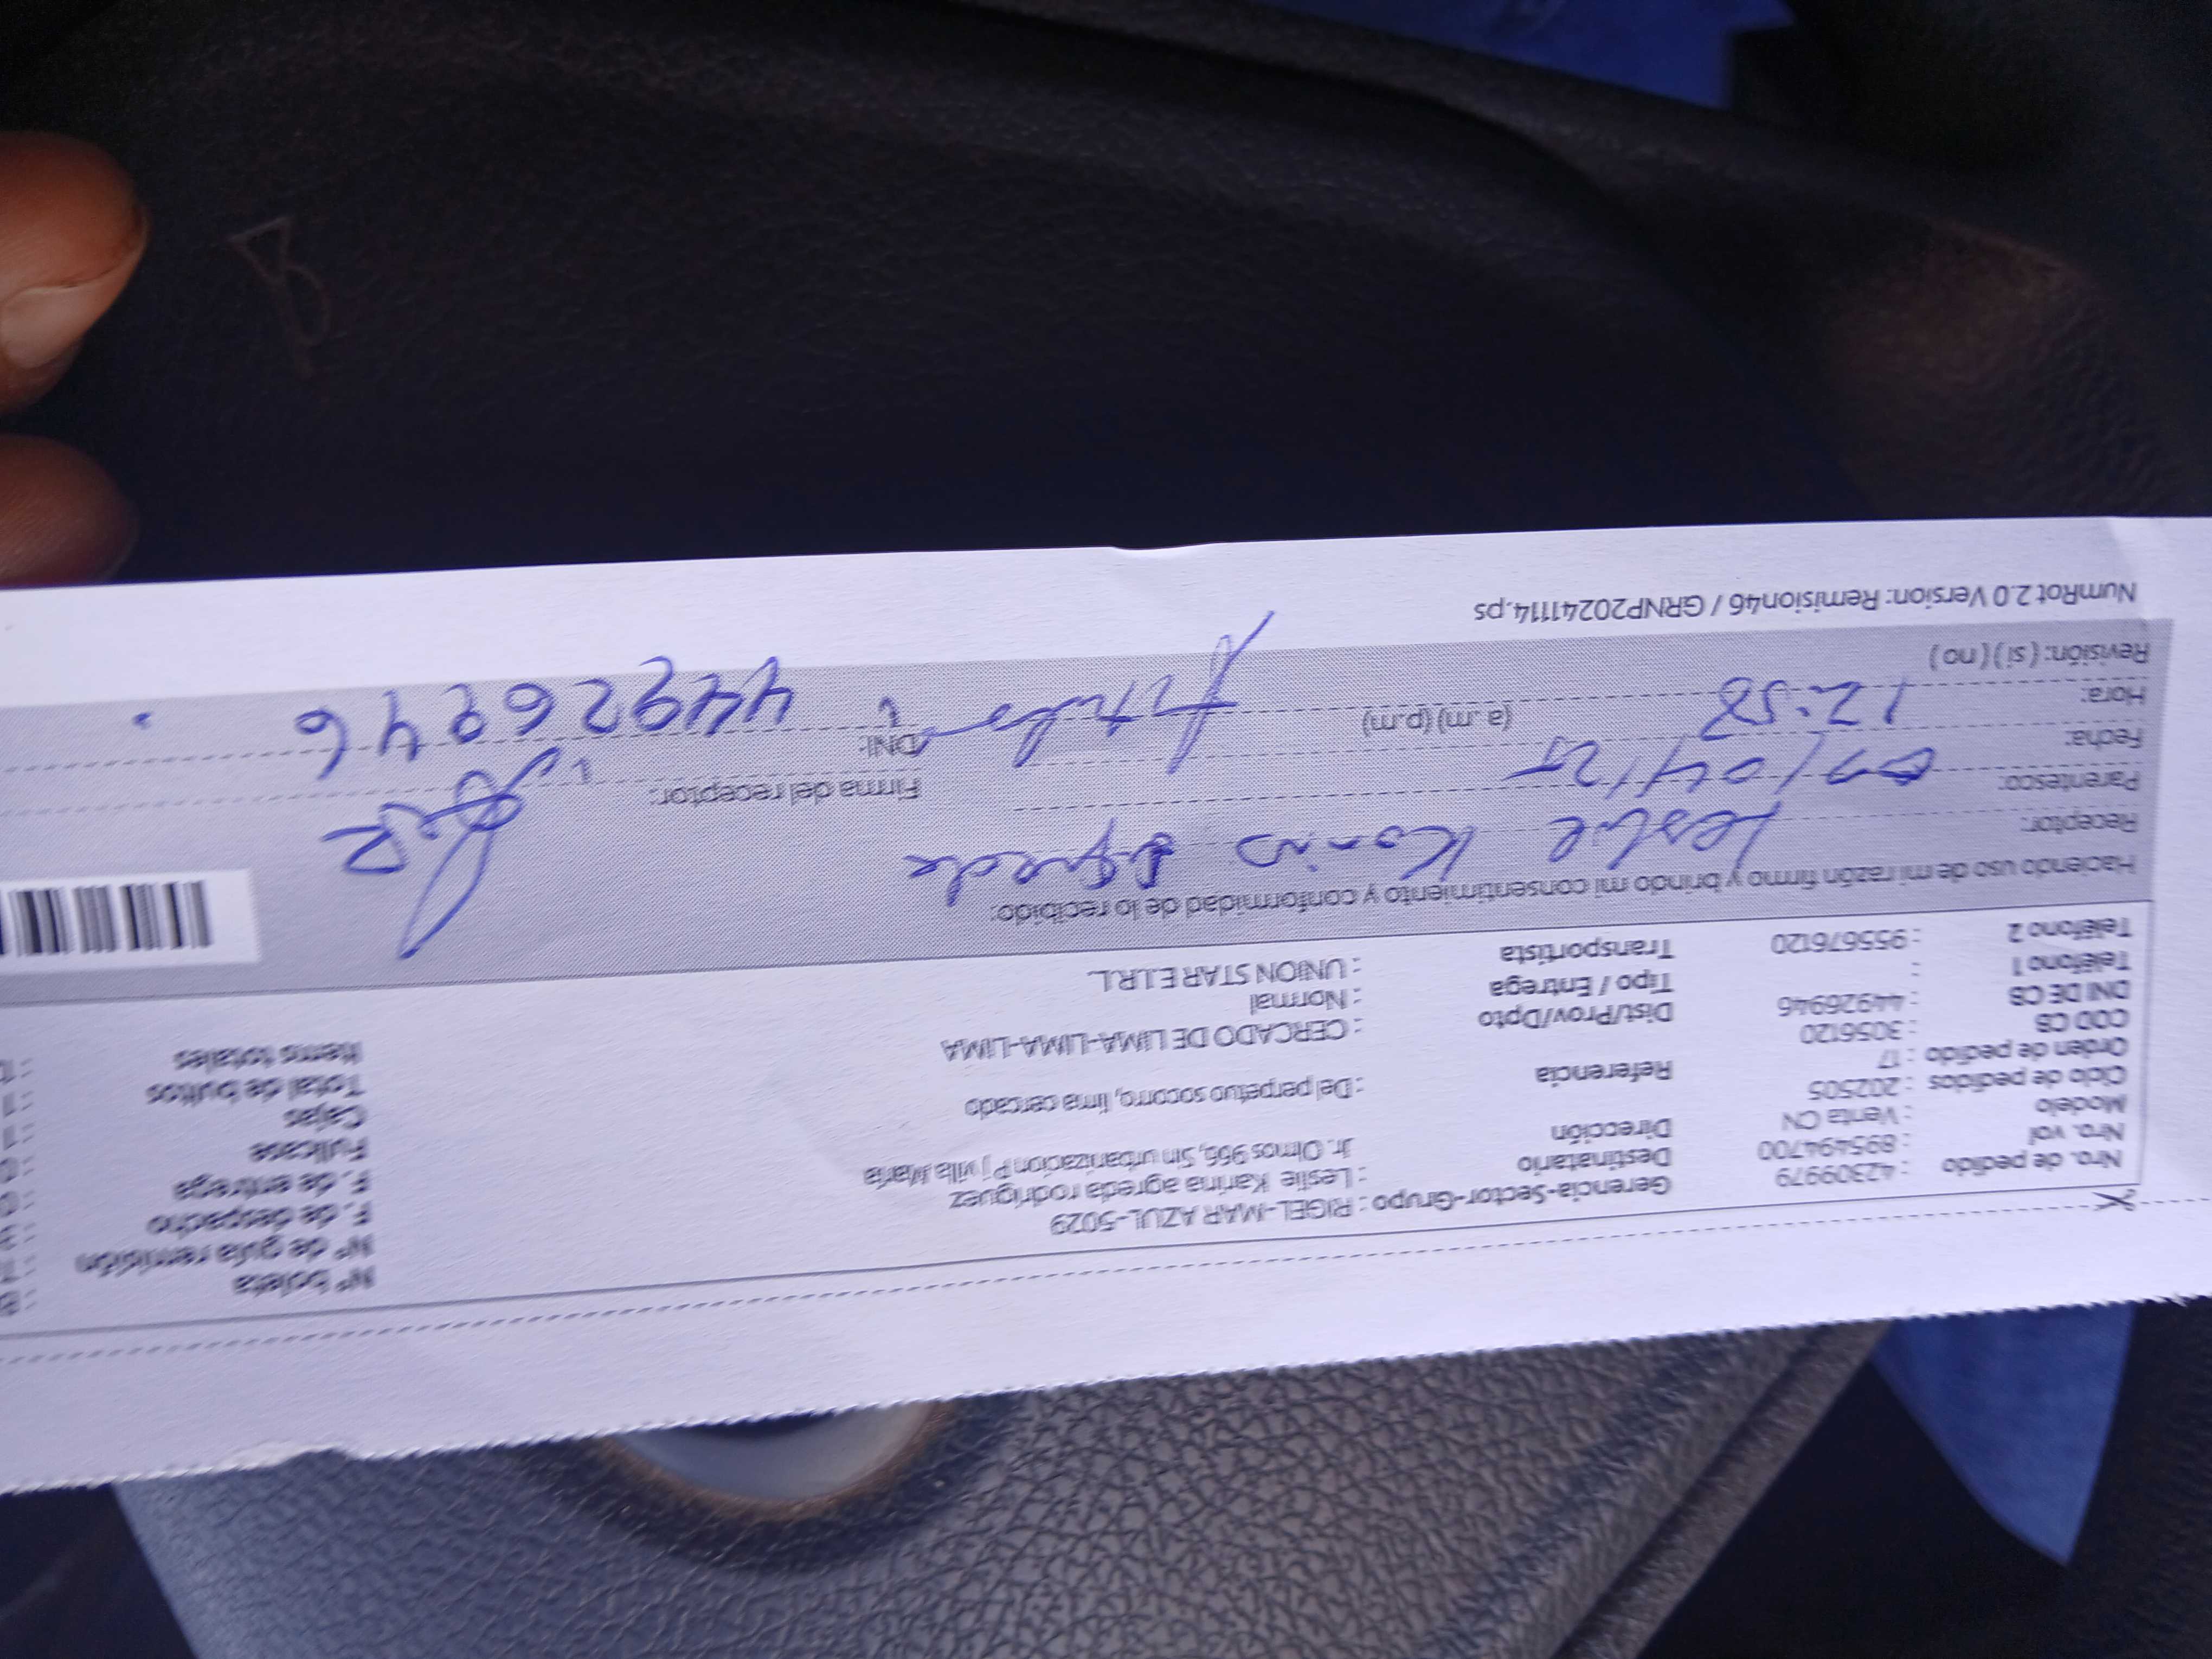 Nro. de pedido : 42309979 Gerencia-Sector-Grupo : RIGEL-MAR AZUL-5029 Nº boleta
Nro. vol : 895494700 Destinatario : Leslie Karina agreda rodriguez Nº de guía remisión
Modelo : Venta CN Dirección Jr. Olmos 966, Sin urbanizacion P j villa María F. de despacho
Ciclo de pedidos : 202505 F. de entrega
Orden de pedido : 17 Referencia : Del perpetuo socorro, lima cercado Fullcase
COD CB : 3056120 Cajas : 1
DNI DE CB : 44926946 Dist/Prov/Dpto : CERCADO DE LIMA-LIMA-LIMA Total de bultos : 1
Teléfono 1 : Tipo / Entrega : Normal Items totales
Teléfono 2 : 955676120 Transportista : UNION STAR E.I.R.L.
Haciendo uso de mi razón firmo y brindo mi consentimiento y conformidad de lo recibido:
Receptor: Leslie Karina Agreda
Parentesco: Firma del receptor:
Fecha: 07/04/25
Hora: 12:58 (a.m) (p.m) DNI: 44926946
Revisión: ( si ) ( no )
NumRot 2.0 Version: Remision46 / GRNP20241114.ps